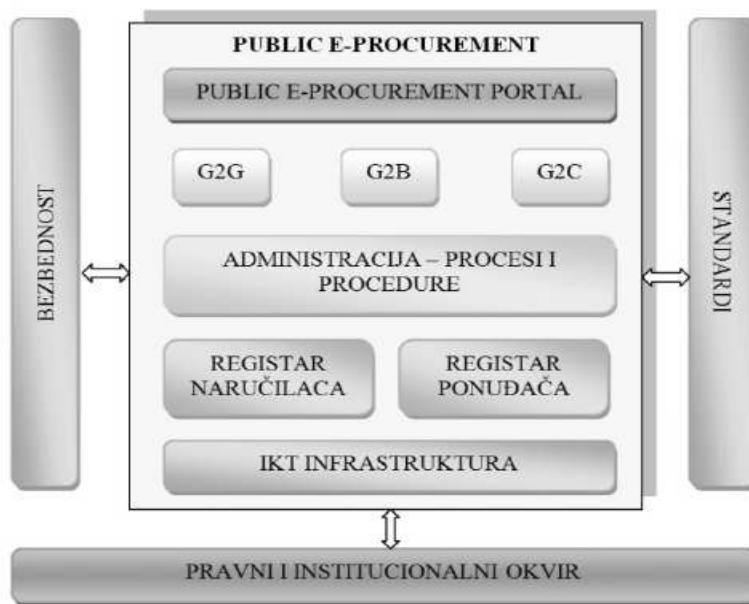 PUBLIC E-PROCUREMENT
PUBLIC E-PROCUREMENT PORTAL
G2G
G2B
G2C
ADMINISTRACIJA – PROCESI I
PROCEDURE
REGISTAR
NARUČILACA
REGISTAR
PONUĐAČA
IKT INFRASTRUKTURA
BEZBEDNOST
STANDARDI
PRAVNI I INSTITUCIONALNI OKVIR